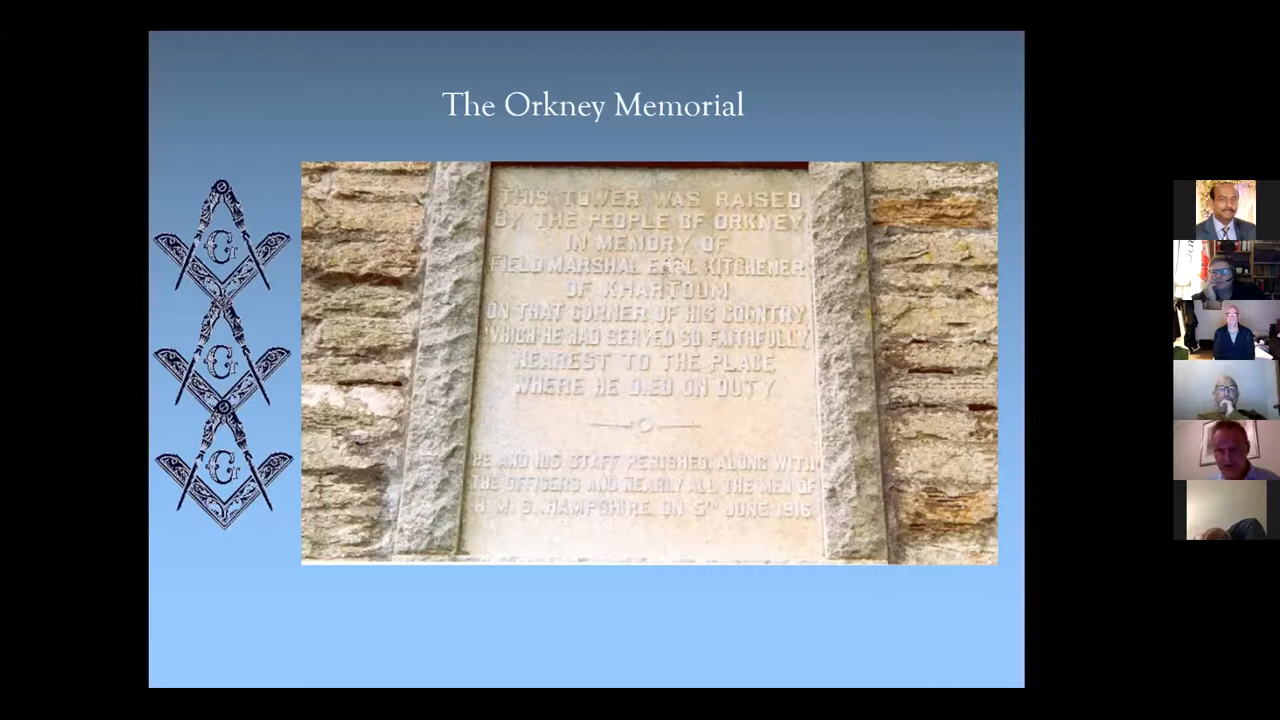 The Orkney Memorial
THIS TOWER WAS RAISED
BY THE PEOPLE OF ORKNEY
IN MEMORY OF
FIELD MARSHAL EARL KITCHENER
OF KHARTOUM
ON THAT CORNER OF HIS COUNTRY
WHICH HE HAD SERVED SO FAITHFULLY
NEAREST TO THE PLACE
WHERE HE DIED ON DUTY.
HE AND HIS STAFF PERISHED ALONG WITH
THE OFFICERS AND NEARLY ALL THE MEN OF
H.M.S. HAMPSHIRE ON 5TH JUNE 1916
G
G
G